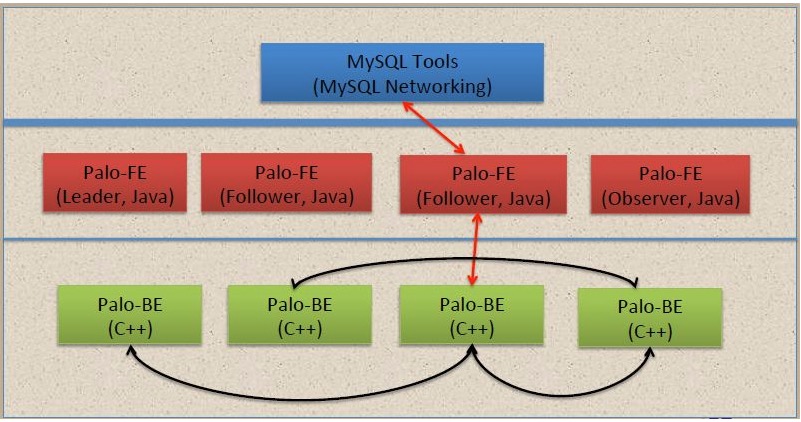 MySQL Tools
(MySQL Networking)
Palo-FE
(Leader, Java)
Palo-FE
(Follower, Java)
Palo-FE
(Follower, Java)
Palo-FE
(Observer, Java)
Palo-BE
(C++)
Palo-BE
(C++)
Palo-BE
(C++)
Palo-BE
(C++)